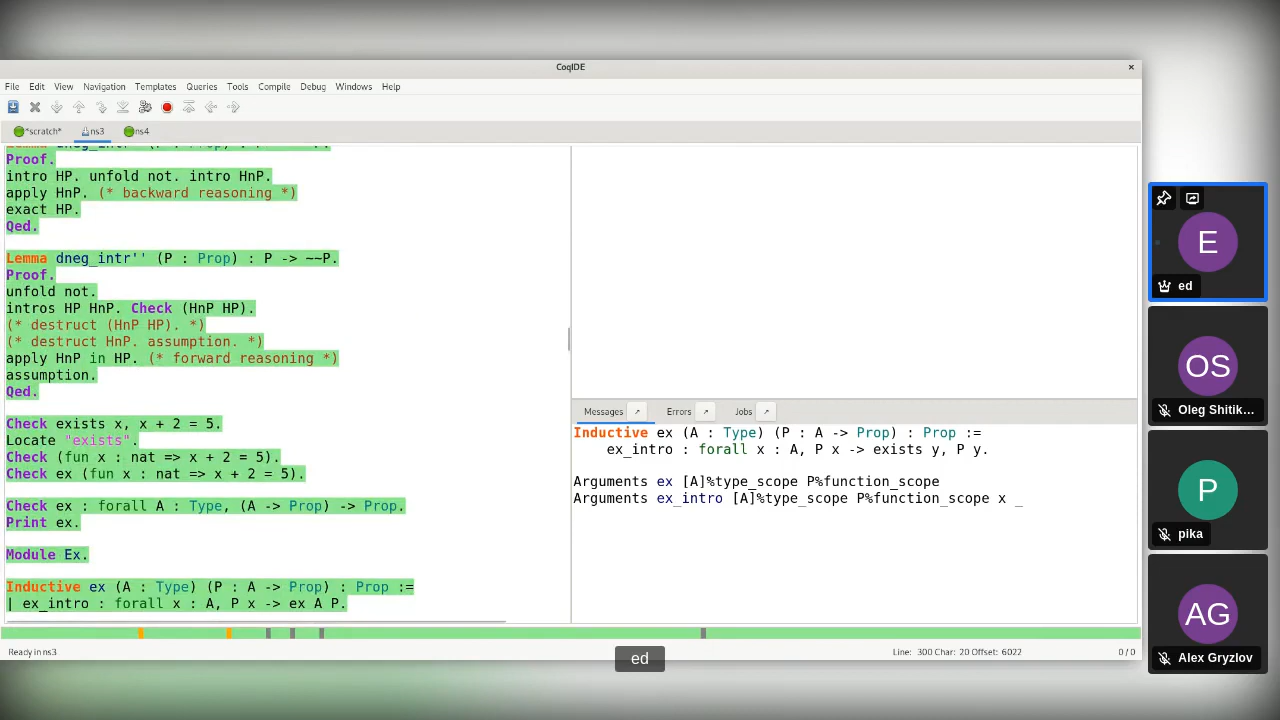 CoqIDE
×
File Edit View Navigation Templates Queries Tools Compile Debug Windows Help
*scratch* ns3 ns4
Proof.
intro HP. unfold not. intro HnP.
apply HnP. (* backward reasoning *)
exact HP.
Qed.
Lemma dneg_intr'' (P : Prop) : P -> ~~P.
Proof.
unfold not.
intros HP HnP. Check (HnP HP).
(* destruct (HnP HP). *)
(* destruct HnP. assumption. *)
apply HnP in HP. (* forward reasoning *)
assumption.
Qed.
Check exists x, x + 2 = 5.
Locate "exists".
Check (fun x : nat => x + 2 = 5).
Check ex (fun x : nat => x + 2 = 5).
Check ex : forall A : Type, (A -> Prop) -> Prop.
Print ex.
Module Ex.
Inductive ex (A : Type) (P : A -> Prop) : Prop :=
| ex_intro : forall x : A, P x -> ex A P.
Messages Errors Jobs
Inductive ex (A : Type) (P : A -> Prop) : Prop :=
ex_intro : forall x : A, P x -> exists y, P y.
Arguments ex [A]%type_scope P%function_scope
Arguments ex_intro [A]%type_scope P%function_scope x _
Ready in ns3
Line: 300 Char: 20 Offset: 6022
0 / 0
ed
E
ed
OS
Oleg Shitik...
P
pika
AG
Alex Gryzlov